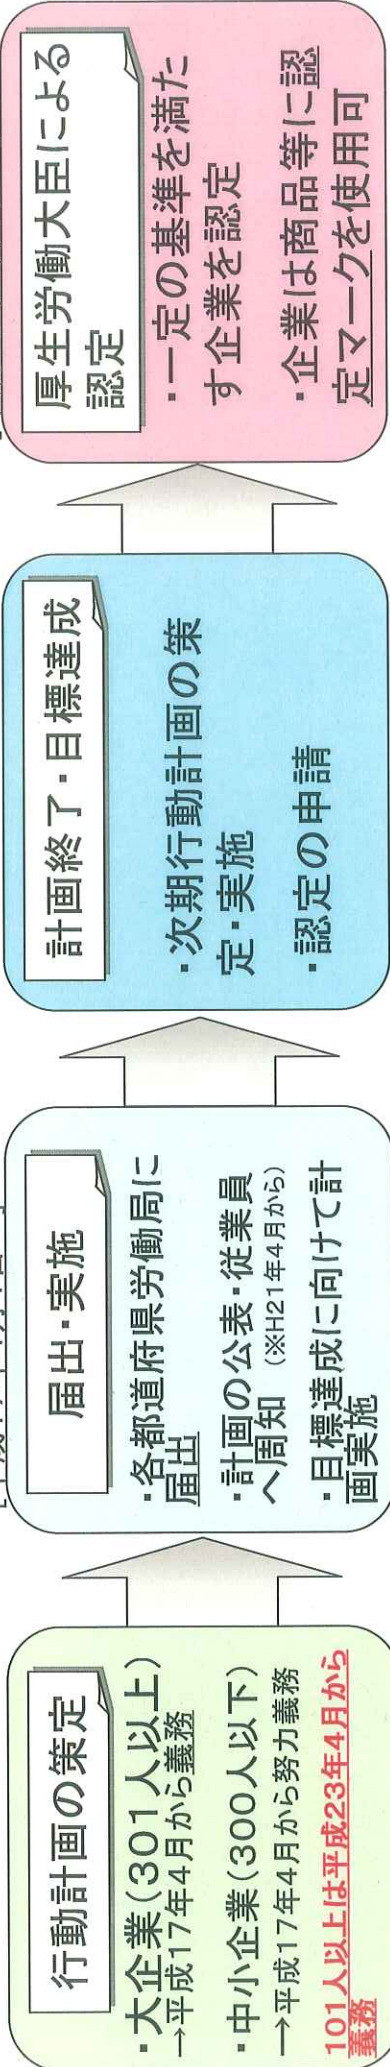 行動計画の策定
・大企業(301人以上)
→平成17年4月から義務
・中小企業(300人以下)
→平成17年4月から努力義務
101人以上は平成23年4月から
義務
届出・実施
・各都道府県労働局に
届出
・計画の公表・従業員
へ周知(※H21年4月から)
・目標達成に向けて計
画実施
計画終了・目標達成
・次期行動計画の策
定・実施
・認定の申請
厚生労働大臣による
認定
・一定の基準を満た
す企業を認定
・企業は商品等に認
定マークを使用可